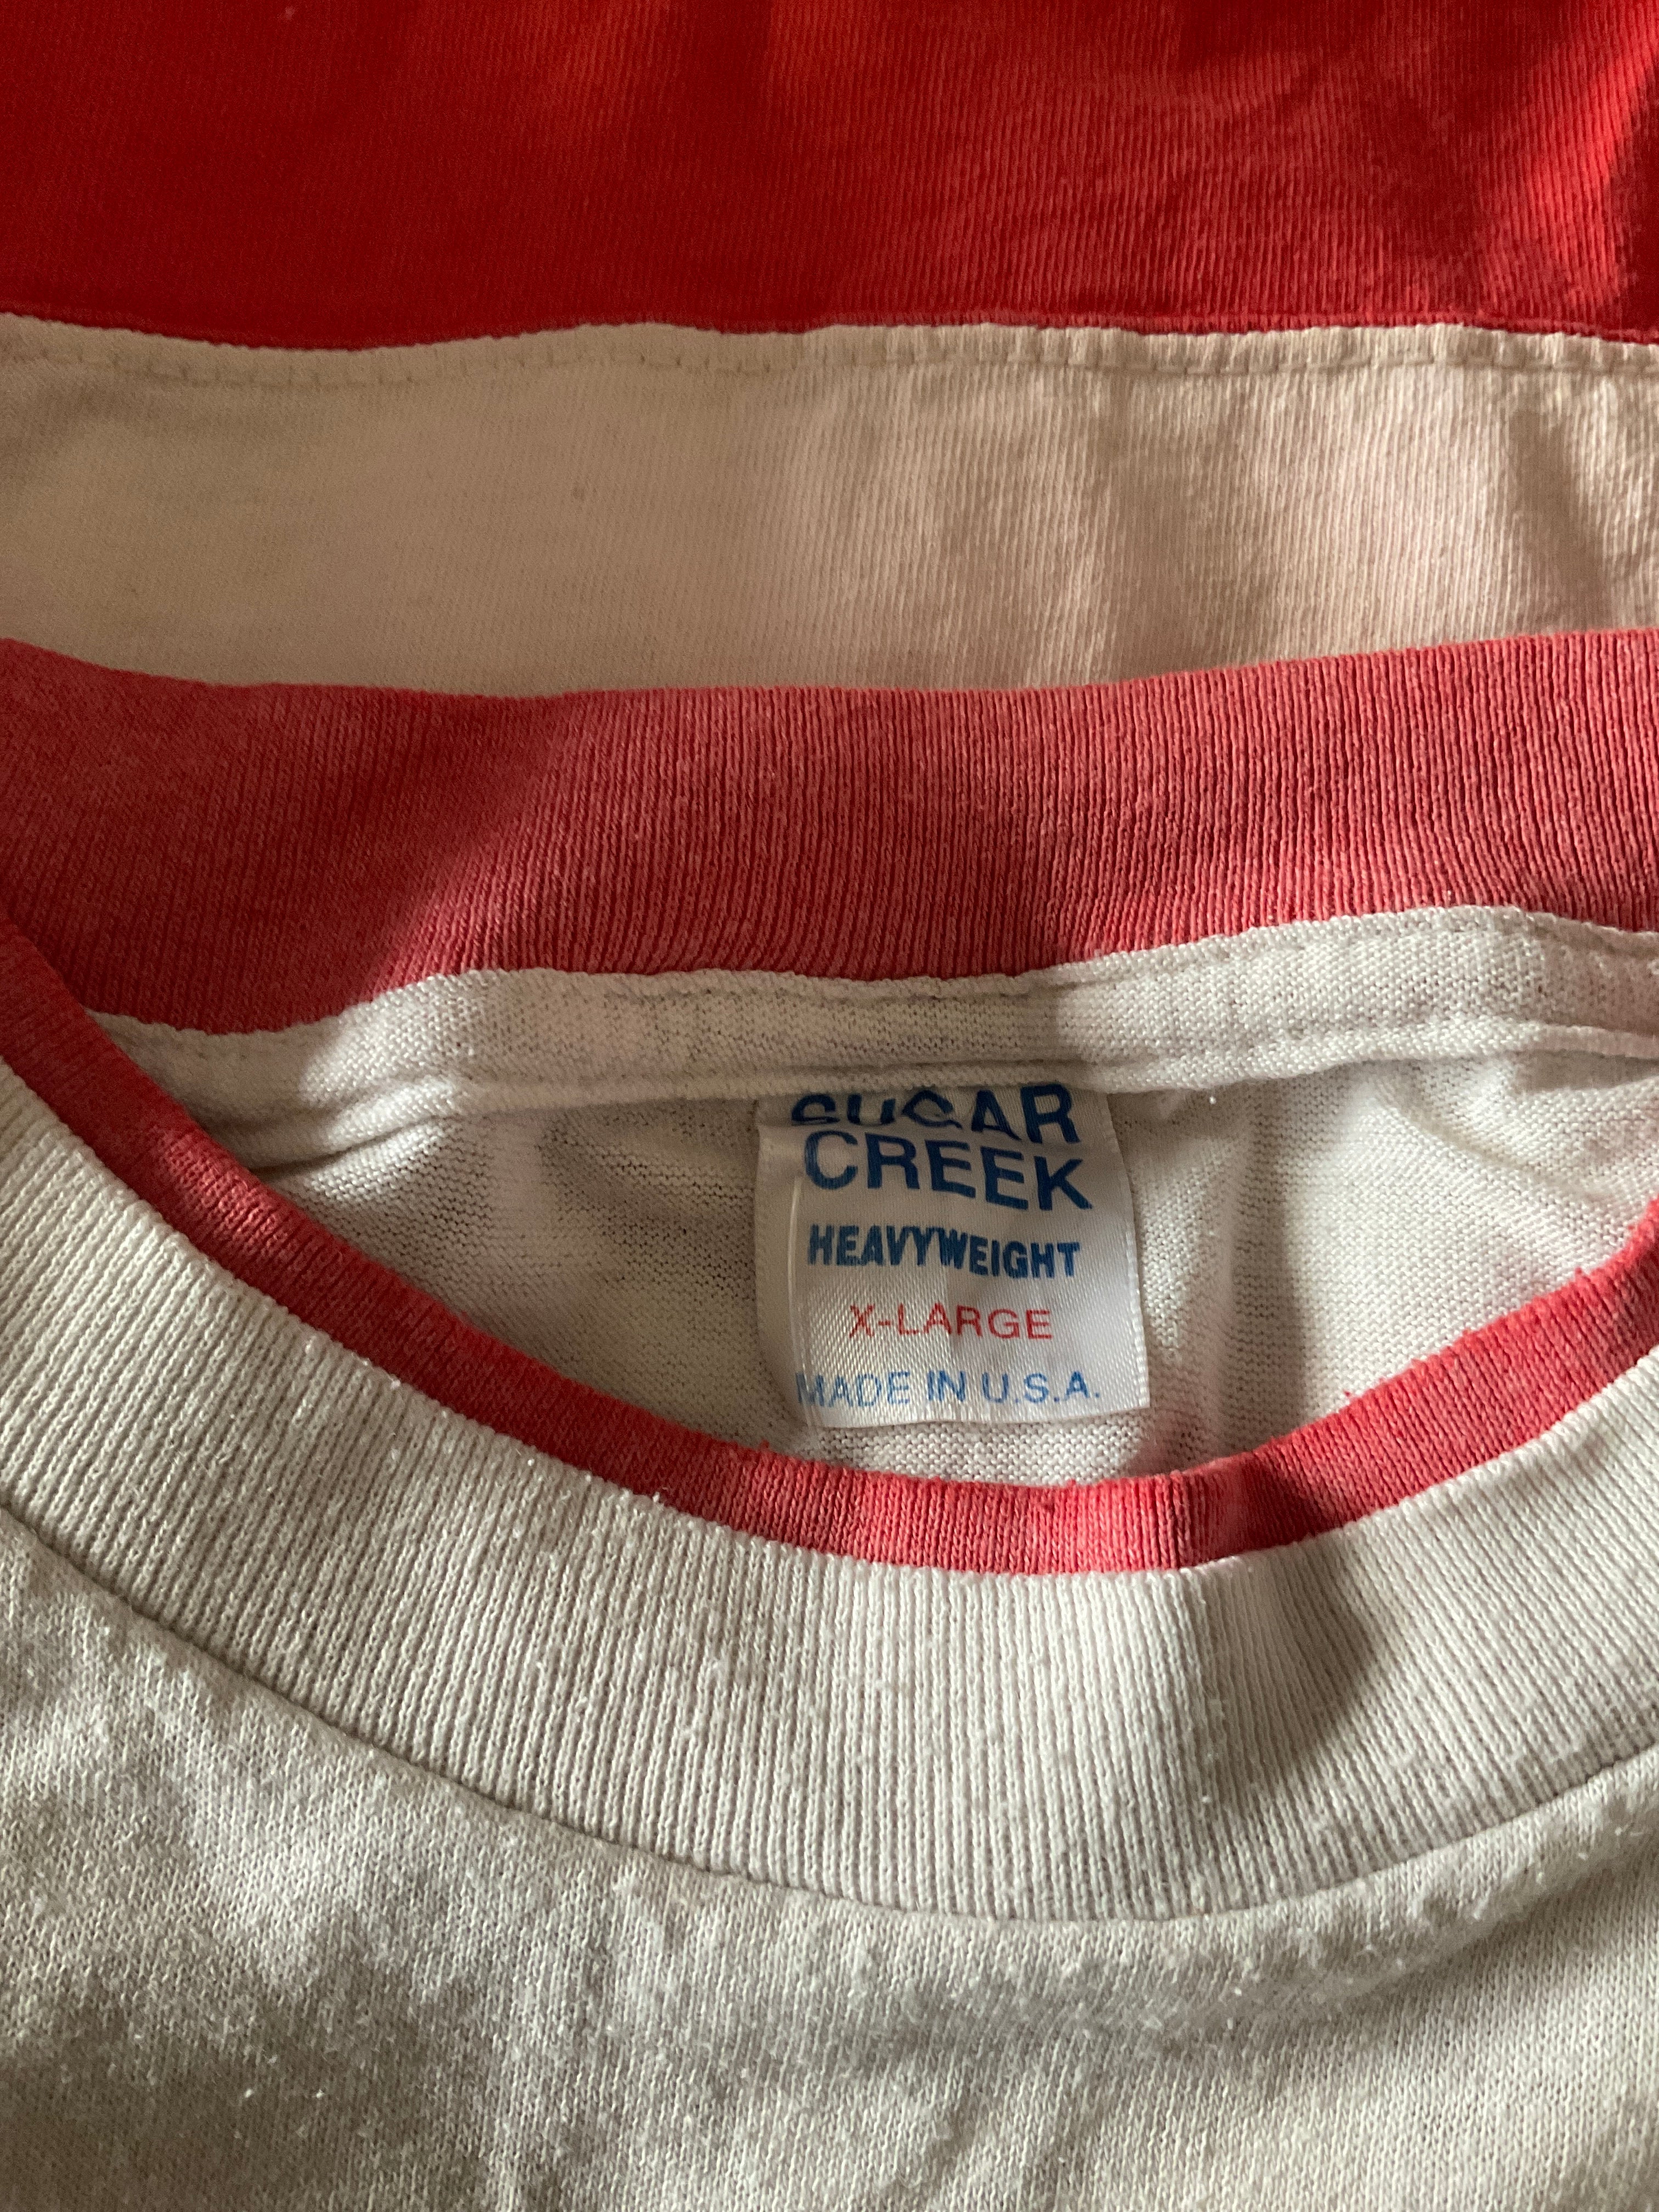 SUGAR
CREEK
HEAVYWEIGHT
X-LARGE
MADE IN U.S.A.